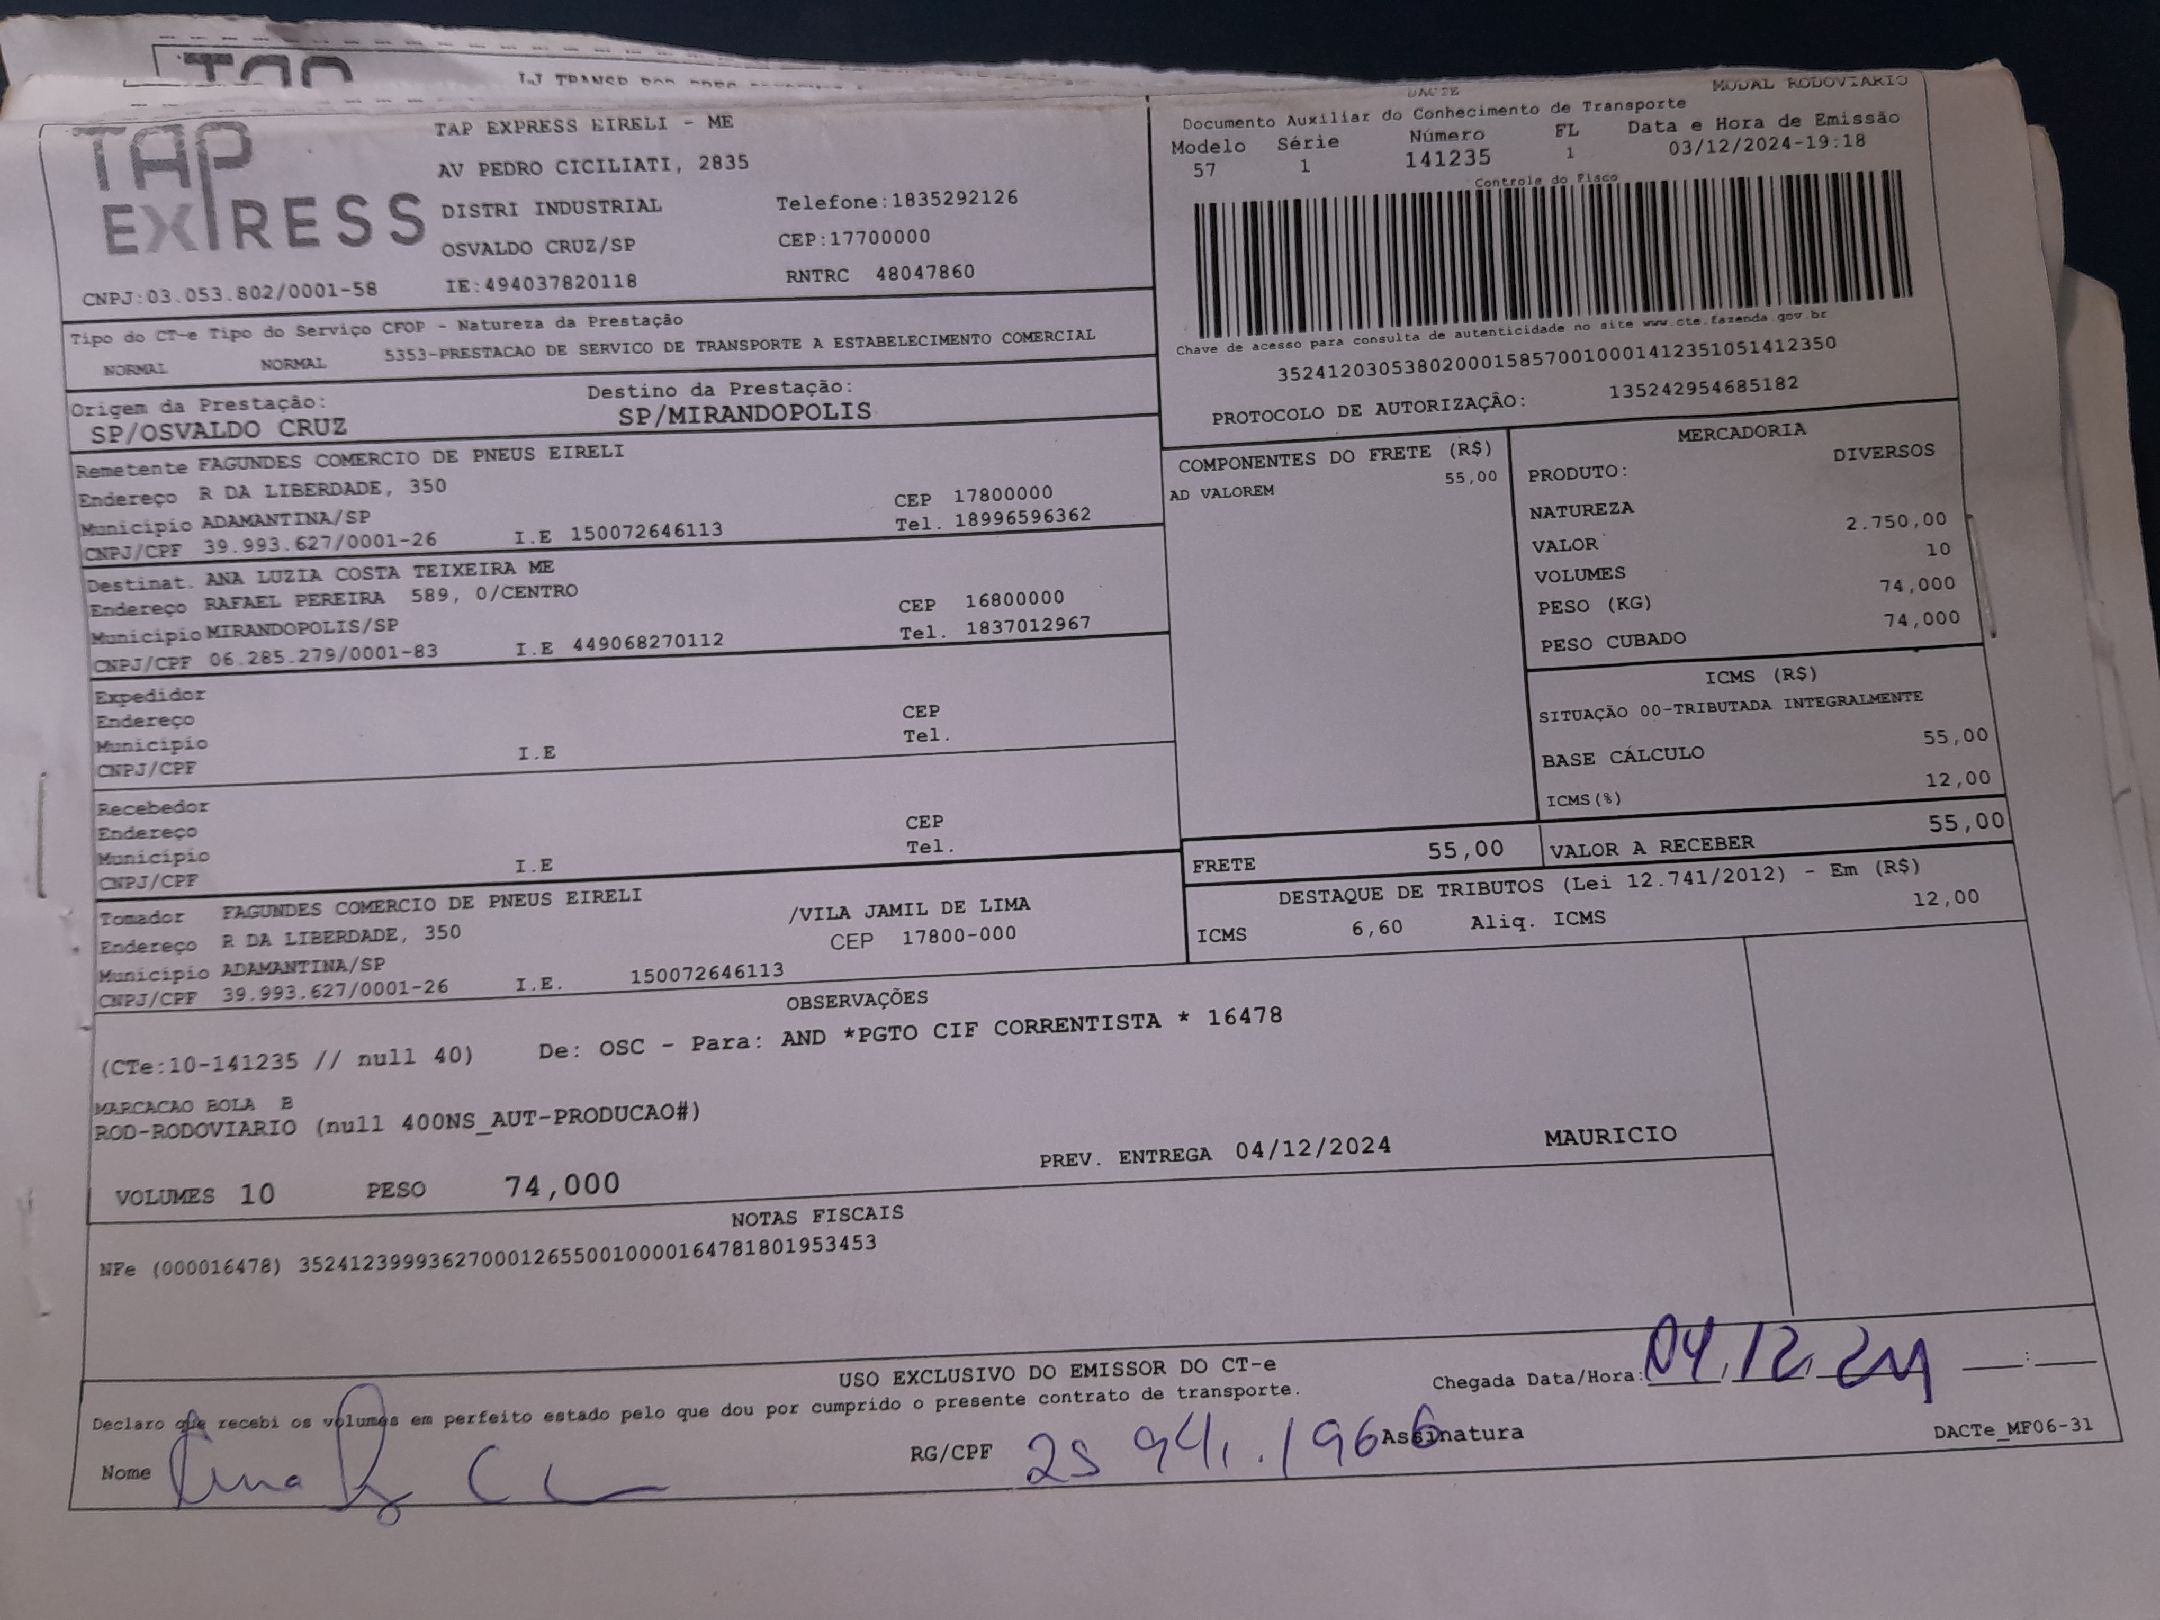 TAP
TRANSP ROD
TAP EXPRESS
TAP EXPRESS EIRELI - ME
AV PEDRO CICILIATI, 2835
DISTRI INDUSTRIAL Telefone:1835292126
OSVALDO CRUZ/SP CEP:17700000
CNPJ:03.053.802/0001-58 IE:494037820118 RNTRC 48047860
DACTE MODAL RODOVIARIO
Documento Auxiliar do Conhecimento de Transporte
Modelo Série Número FL Data e Hora de Emissão
57 1 141235 1 03/12/2024-19:18
Controle do Fisco
Chave de acesso para consulta de autenticidade no site www.cte.fazenda.gov.br
35241203053802000158570010001412351051412350
PROTOCOLO DE AUTORIZAÇÃO: 135242954685182
Tipo do CT-e Tipo do Serviço CFOP - Natureza da Prestação
NORMAL NORMAL 5353-PRESTACAO DE SERVICO DE TRANSPORTE A ESTABELECIMENTO COMERCIAL
Origem da Prestação: Destino da Prestação:
SP/OSVALDO CRUZ SP/MIRANDOPOLIS
Remetente FAGUNDES COMERCIO DE PNEUS EIRELI
Endereço R DA LIBERDADE, 350 CEP 17800000
Município ADAMANTINA/SP Tel. 18996596362
CNPJ/CPF 39.993.627/0001-26 I.E 150072646113
Destinat. ANA LUZIA COSTA TEIXEIRA ME
Endereço RAFAEL PEREIRA 589, 0/CENTRO CEP 16800000
Município MIRANDOPOLIS/SP Tel. 1837012967
CNPJ/CPF 06.285.279/0001-83 I.E 449068270112
Expedidor
Endereço CEP
Município Tel.
CNPJ/CPF I.E
Recebedor
Endereço CEP
Município Tel.
CNPJ/CPF I.E
Tomador FAGUNDES COMERCIO DE PNEUS EIRELI /VILA JAMIL DE LIMA
Endereço R DA LIBERDADE, 350 CEP 17800-000
Município ADAMANTINA/SP
CNPJ/CPF 39.993.627/0001-26 I.E. 150072646113
COMPONENTES DO FRETE (R$)
AD VALOREM 55,00
MERCADORIA
PRODUTO: DIVERSOS
NATUREZA
VALOR 2.750,00
VOLUMES 10
PESO (KG) 74,000
PESO CUBADO 74,000
ICMS (R$)
SITUAÇÃO 00-TRIBUTADA INTEGRALMENTE
BASE CÁLCULO 55,00
ICMS(%) 12,00
FRETE 55,00 VALOR A RECEBER 55,00
DESTAQUE DE TRIBUTOS (Lei 12.741/2012) - Em (R$)
ICMS 6,60 Aliq. ICMS 12,00
OBSERVAÇÕES
(CTe:10-141235 // null 40) De: OSC - Para: AND *PGTO CIF CORRENTISTA * 16478
MARCACAO BOLA B
ROD-RODOVIARIO (null 400NS_AUT-PRODUCAO#)
VOLUMES 10 PESO 74,000 PREV. ENTREGA 04/12/2024 MAURICIO
NOTAS FISCAIS
NFe (000016478) 35241239993627000126550010000164781801953453
USO EXCLUSIVO DO EMISSOR DO CT-e
Declaro que recebi os volumes em perfeito estado pelo que dou por cumprido o presente contrato de transporte.
Chegada Data/Hora: 04.12.24 __:__
Nome Ana RG/CPF 25 941.1966 Assinatura
DACTe_MF06-31